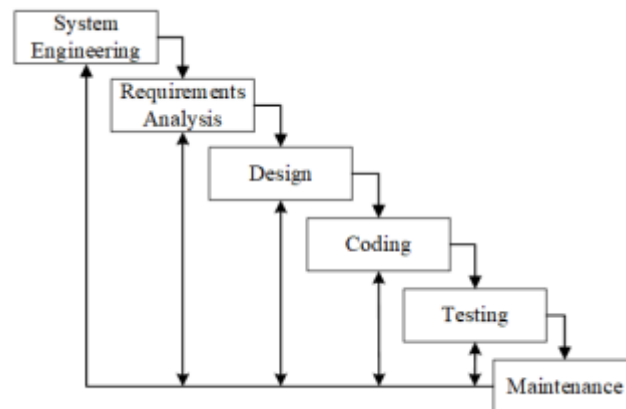 System
Engineering
Requirements
Analysis
Design
Coding
Testing
Maintenance